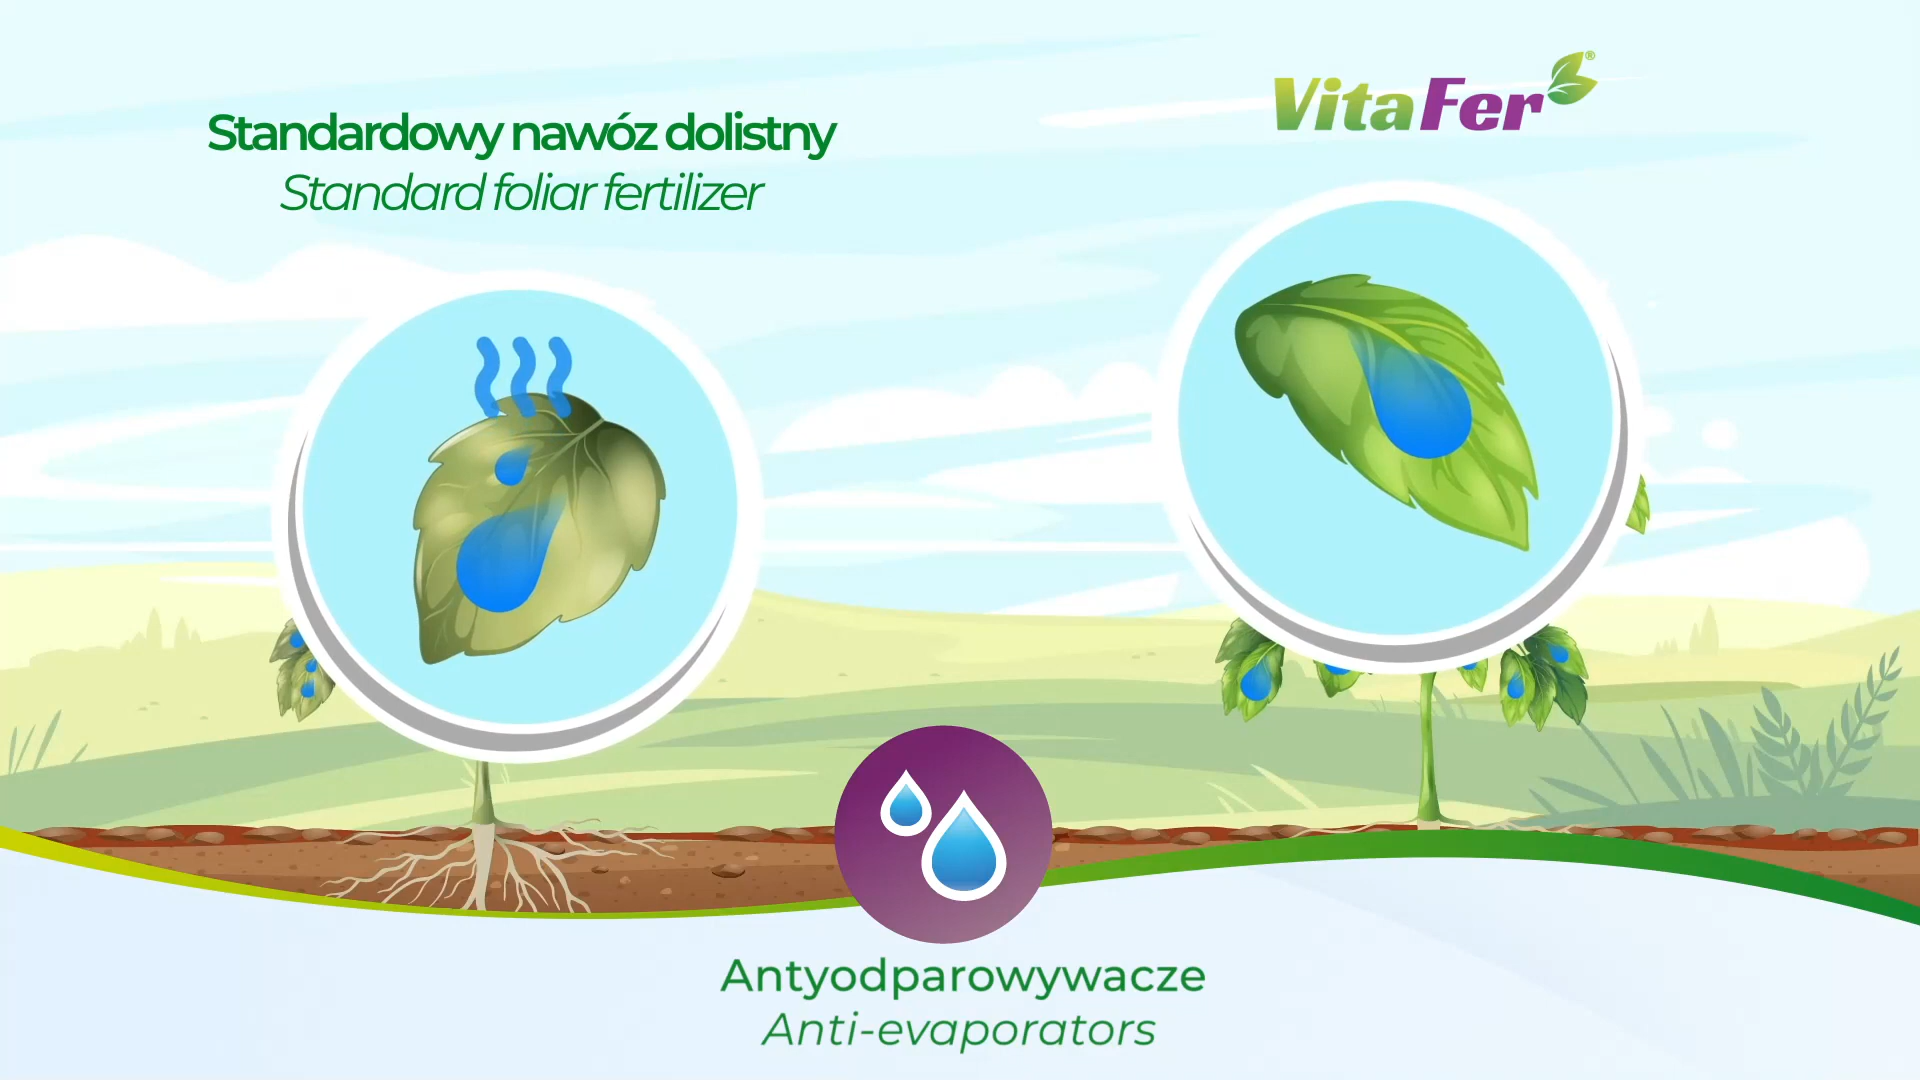 Standardowy nawóz dolistny
Standard foliar fertilizer
VitaFer®
Antyodparowywacze
Anti-evaporators